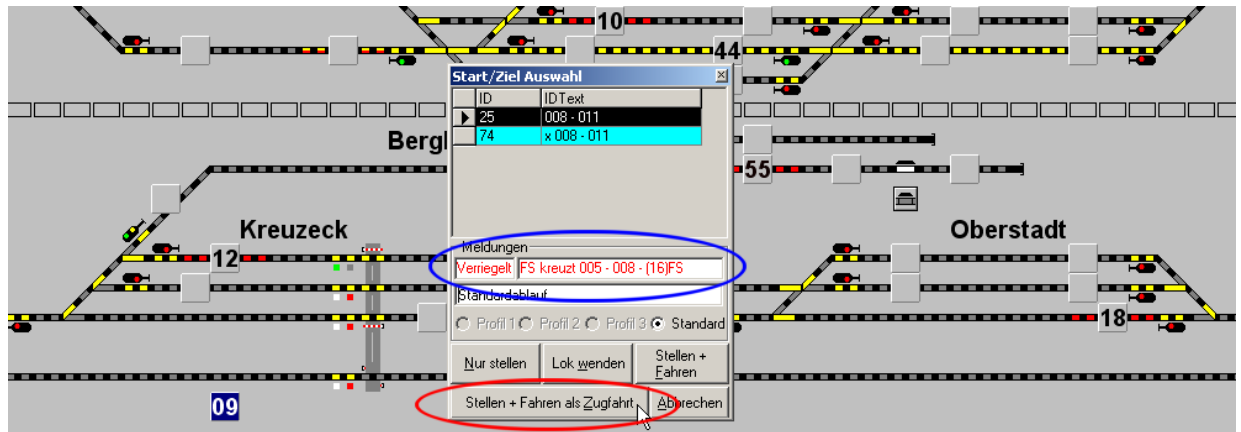 10
44
Start/Ziel Auswahl
ID IDText
25 008 - 011
74 x 008 - 011
Bergl
55
Kreuzeck
Oberstadt
Meldungen
12
Verriegelt FS kreuzt 005 - 008 - (16)FS
Standardablauf
Profil 1 Profil 2 Profil 3 Standard
18
Nur stellen Lok wenden Stellen + Fahren
09
Stellen + Fahren als Zugfahrt Abbrechen